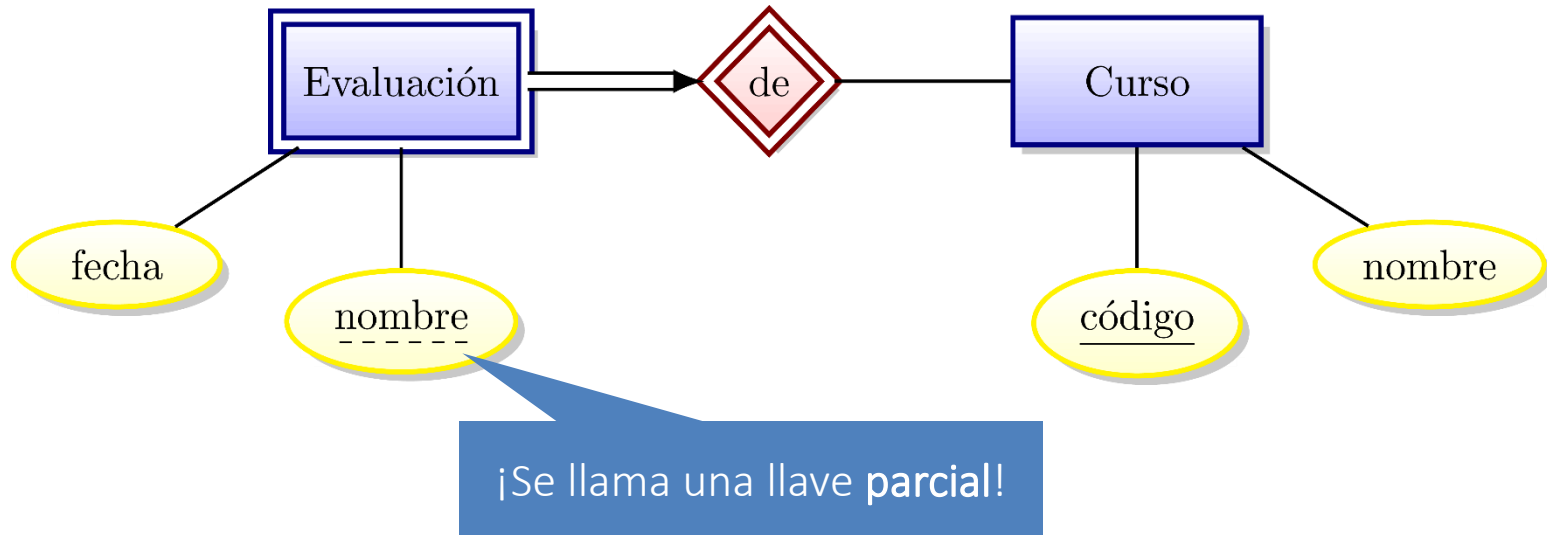 Evaluación
de
Curso
fecha
nombre
código
nombre
¡Se llama una llave parcial!